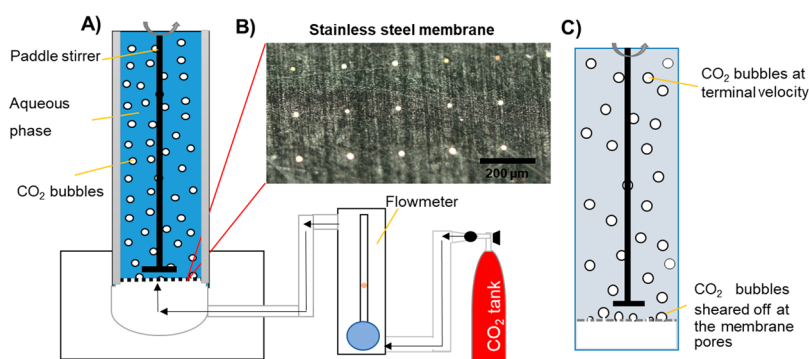 A)
Paddle stirrer
Aqueous
phase
CO2 bubbles
B)
Stainless steel membrane
200 µm
Flowmeter
CO2 tank
C)
CO2 bubbles at
terminal velocity
CO2 bubbles
sheared off at
the membrane
pores